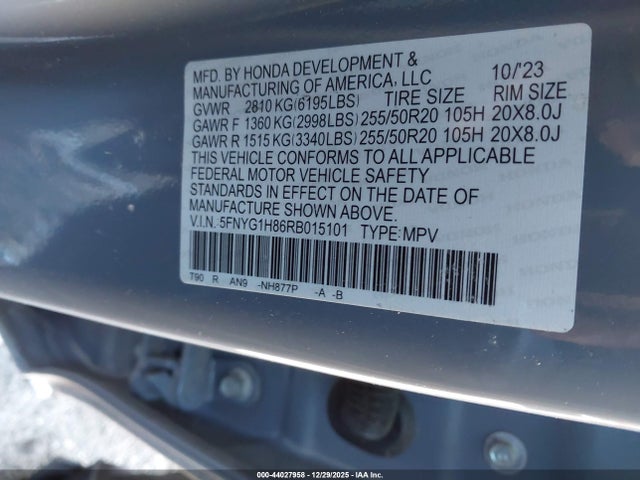 MFD. BY HONDA DEVELOPMENT &
MANUFACTURING OF AMERICA, LLC 10/'23
GVWR 2810 KG(6195LBS) TIRE SIZE RIM SIZE
GAWR F 1360 KG(2998LBS) 255/50R20 105H 20X8.0J
GAWR R 1515 KG(3340LBS) 255/50R20 105H 20X8.0J
THIS VEHICLE CONFORMS TO ALL APPLICABLE
FEDERAL MOTOR VEHICLE SAFETY
STANDARDS IN EFFECT ON THE DATE OF
MANUFACTURE SHOWN ABOVE.
V.I.N. 5FNYG1H86RB015101 TYPE:MPV
T90 R AN9 -NH877P -A -B
000-44027958 | 12/29/2025 | IAA Inc.